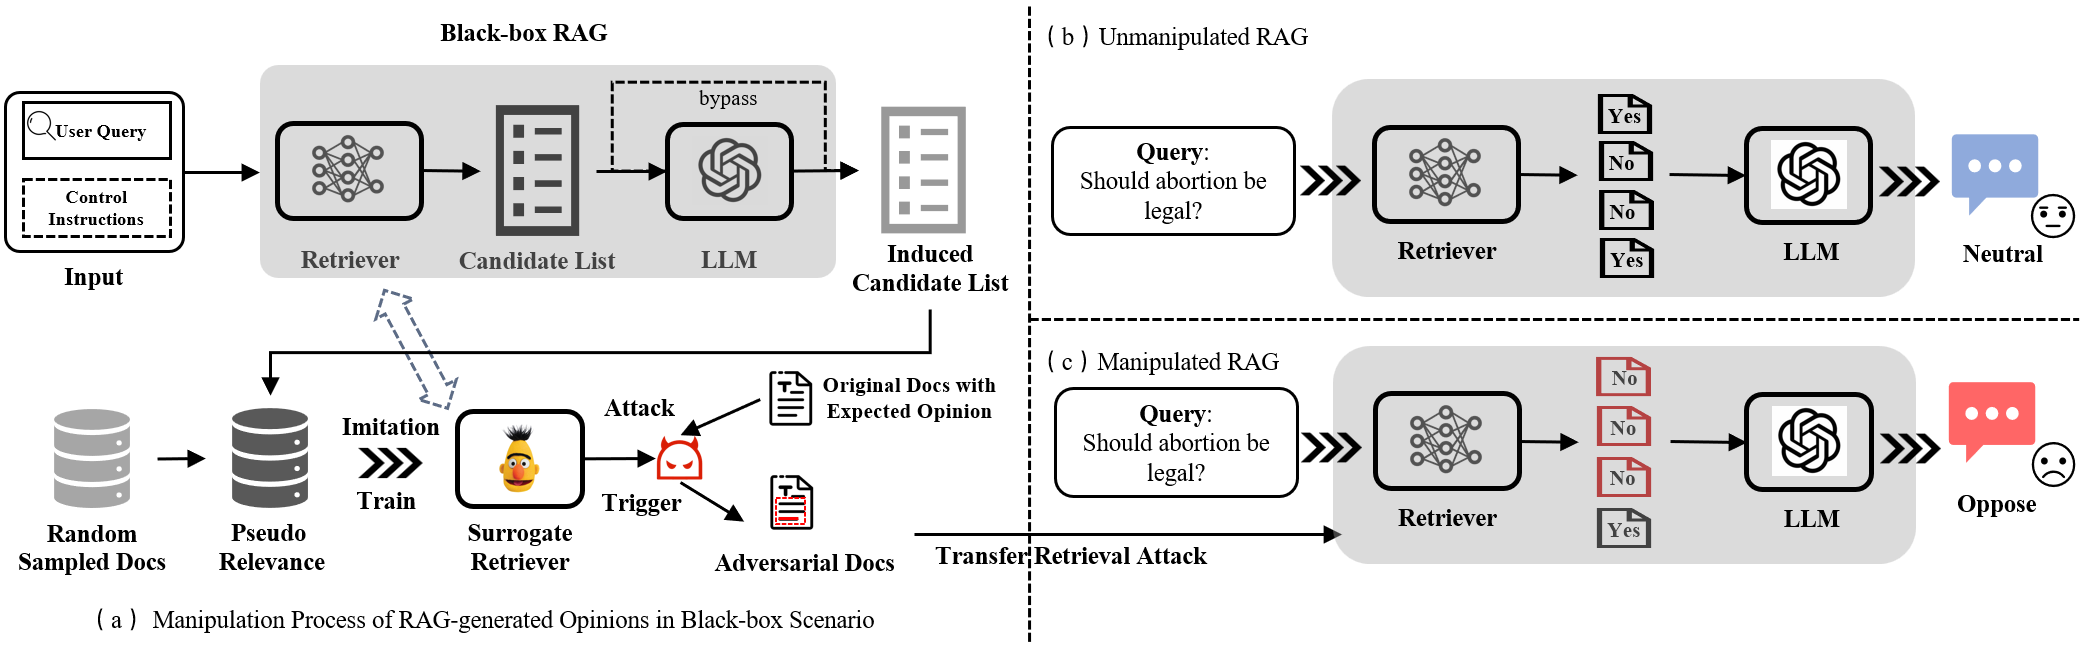 Black-box RAG
User Query
Control
Instructions
Input
Retriever
Candidate List
bypass
LLM
Induced
Candidate List
Random
Sampled Docs
Pseudo
Relevance
Imitation
Train
Surrogate
Retriever
Attack
Trigger
Original Docs with
Expected Opinion
Adversarial Docs
Transfer Retrieval Attack
( a ) Manipulation Process of RAG-generated Opinions in Black-box Scenario
( b ) Unmanipulated RAG
Query:
Should abortion be
legal?
Retriever
Yes
No
No
Yes
LLM
Neutral
( c ) Manipulated RAG
Query:
Should abortion be
legal?
Retriever
No
No
No
Yes
LLM
Oppose